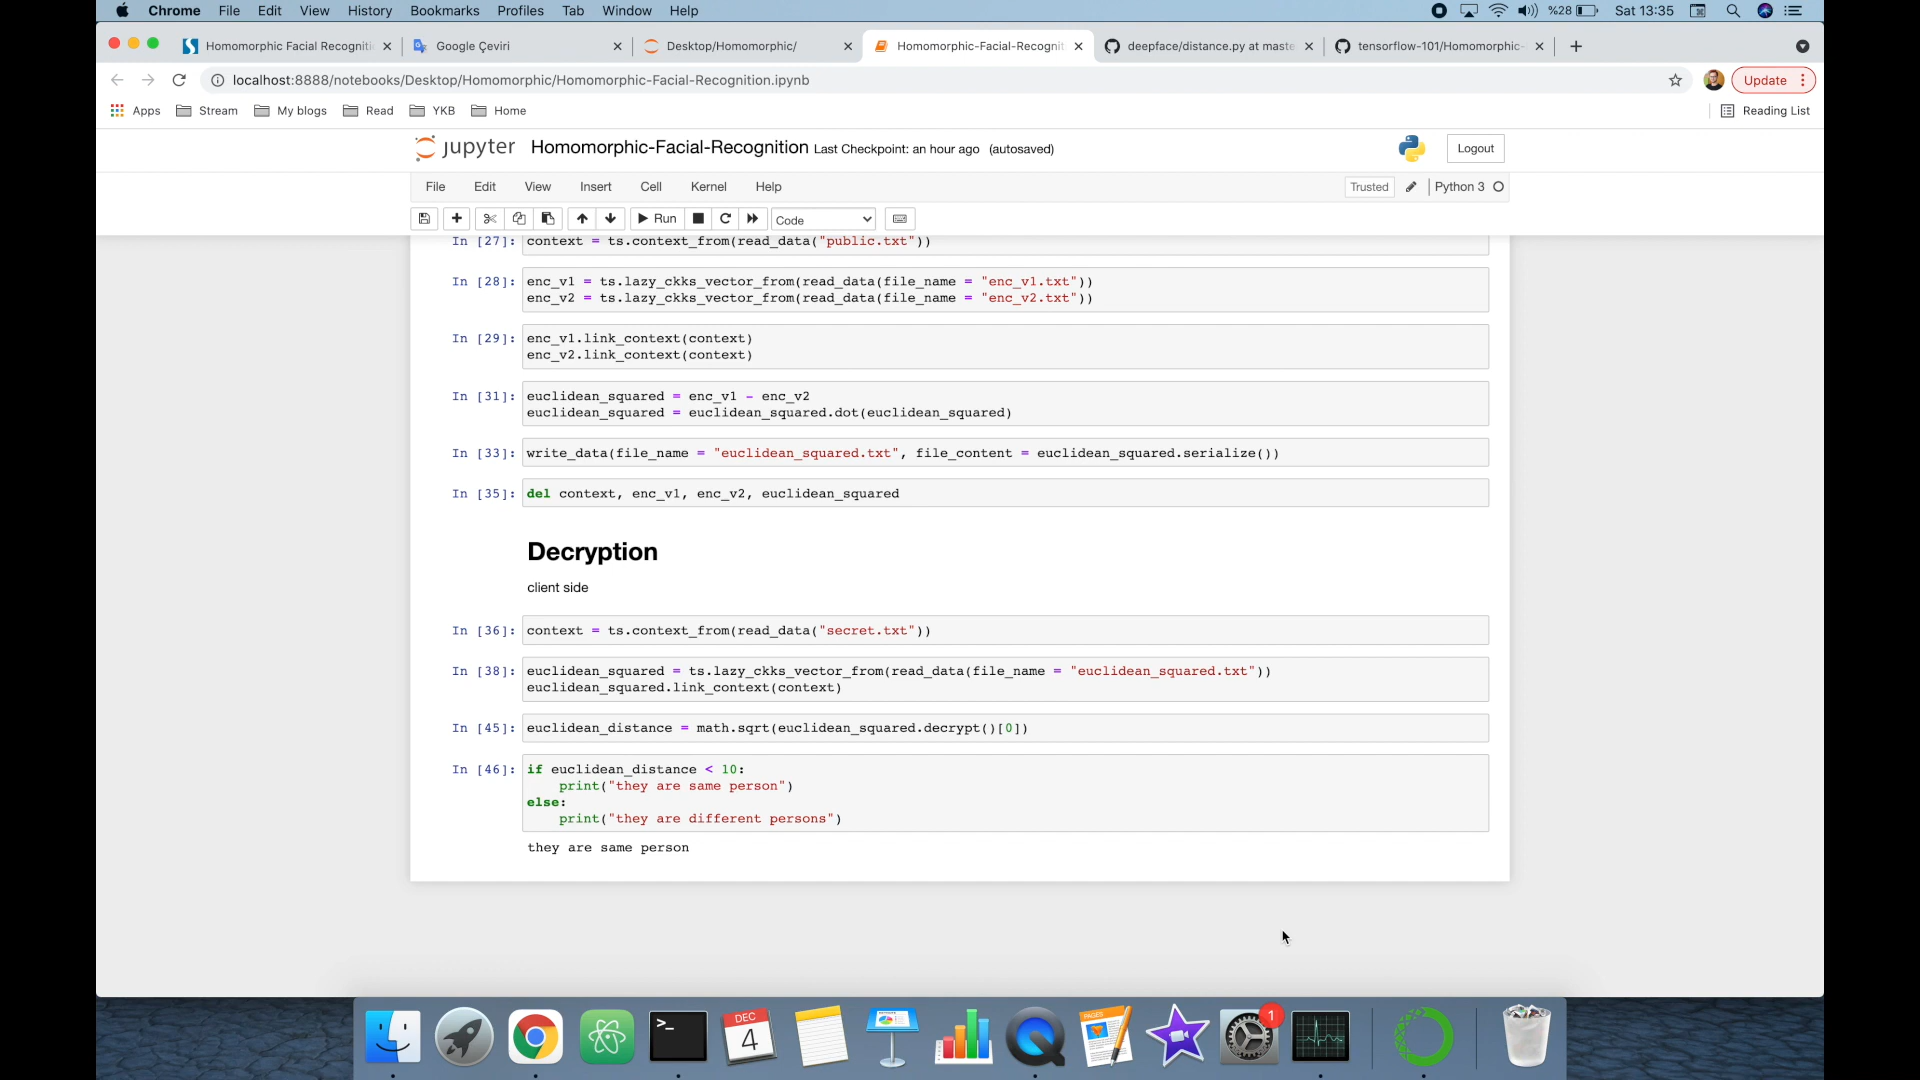 Chrome File Edit View History Bookmarks Profiles Tab Window Help
%28 Sat 13:35
Homomorphic Facial Recogniti
Google Çeviri
Desktop/Homomorphic/
Homomorphic-Facial-Recognit
deepface/distance.py at maste
tensorflow-101/Homomorphic-
localhost:8888/notebooks/Desktop/Homomorphic/Homomorphic-Facial-Recognition.ipynb
Update
Apps Stream My blogs Read YKB Home
Reading List
jupyter Homomorphic-Facial-Recognition Last Checkpoint: an hour ago (autosaved)
Logout
File Edit View Insert Cell Kernel Help
Trusted Python 3
Run Code
In [27]: context = ts.context_from(read_data("public.txt"))
In [28]: enc_v1 = ts.lazy_ckks_vector_from(read_data(file_name = "enc_v1.txt"))
enc_v2 = ts.lazy_ckks_vector_from(read_data(file_name = "enc_v2.txt"))
In [29]: enc_v1.link_context(context)
enc_v2.link_context(context)
In [31]: euclidean_squared = enc_v1 - enc_v2
euclidean_squared = euclidean_squared.dot(euclidean_squared)
In [33]: write_data(file_name = "euclidean_squared.txt", file_content = euclidean_squared.serialize())
In [35]: del context, enc_v1, enc_v2, euclidean_squared
Decryption
client side
In [36]: context = ts.context_from(read_data("secret.txt"))
In [38]: euclidean_squared = ts.lazy_ckks_vector_from(read_data(file_name = "euclidean_squared.txt"))
euclidean_squared.link_context(context)
In [45]: euclidean_distance = math.sqrt(euclidean_squared.decrypt()[0])
In [46]: if euclidean_distance < 10:
print("they are same person")
else:
print("they are different persons")
they are same person
>_
DEC
4
PAGES
1